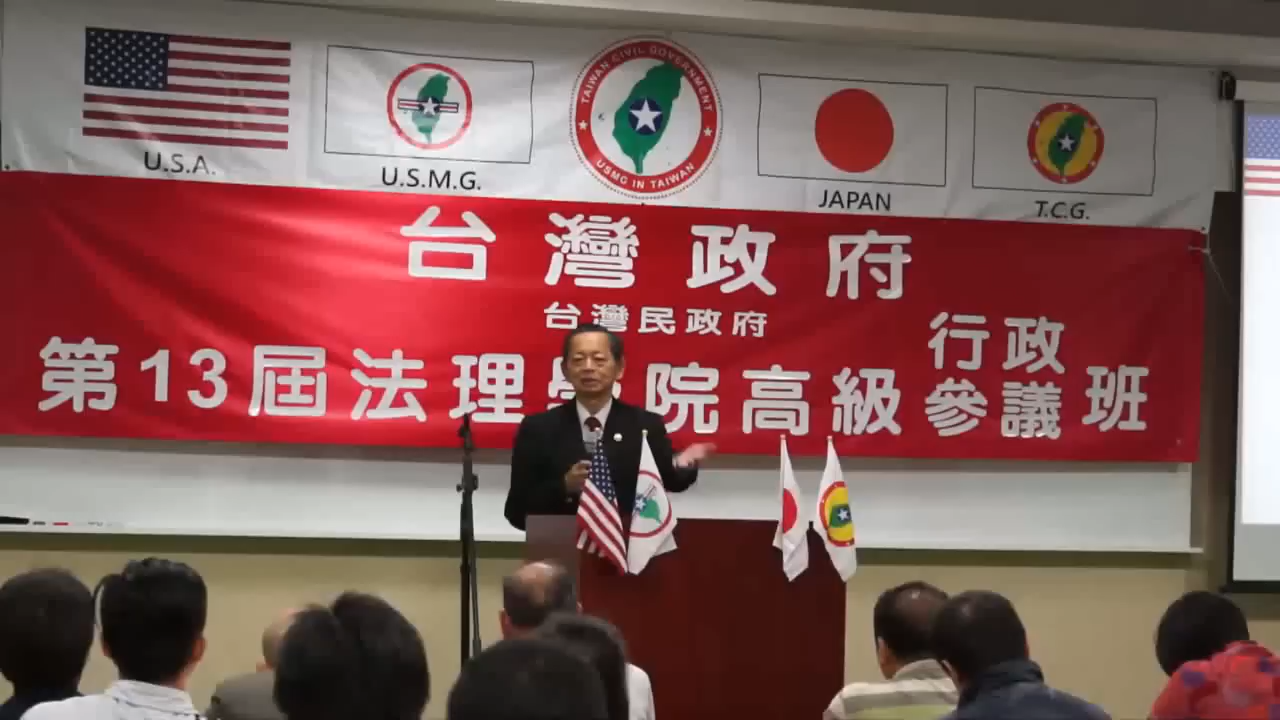 TAIWAN CIVIL GOVERNMENT
USMG IN TAIWAN
U.S.A.
U.S.M.G.
JAPAN
T.C.G.
台灣政府
台灣民政府
第13屆法理學院高級行政參議班